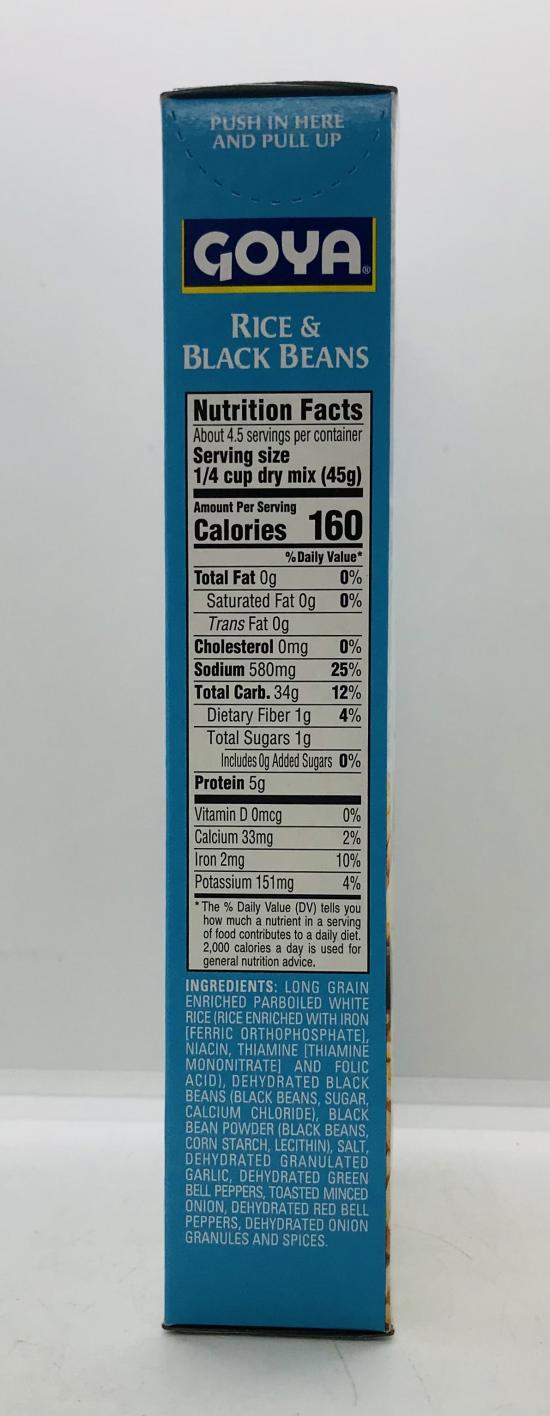 PUSH IN HERE
AND PULL UP
GOYA®
RICE &
BLACK BEANS
Nutrition Facts
About 4.5 servings per container
Serving size
1/4 cup dry mix (45g)
Amount Per Serving
Calories 160
% Daily Value*
Total Fat 0g 0%
Saturated Fat 0g 0%
Trans Fat 0g
Cholesterol 0mg 0%
Sodium 580mg 25%
Total Carb. 34g 12%
Dietary Fiber 1g 4%
Total Sugars 1g
Includes 0g Added Sugars 0%
Protein 5g
Vitamin D 0mcg 0%
Calcium 33mg 2%
Iron 2mg 10%
Potassium 151mg 4%
* The % Daily Value (DV) tells you
how much a nutrient in a serving
of food contributes to a daily diet.
2,000 calories a day is used for
general nutrition advice.
INGREDIENTS: LONG GRAIN
ENRICHED PARBOILED WHITE
RICE (RICE ENRICHED WITH IRON
[FERRIC ORTHOPHOSPHATE],
NIACIN, THIAMINE [THIAMINE
MONONITRATE] AND FOLIC
ACID), DEHYDRATED BLACK
BEANS (BLACK BEANS, SUGAR,
CALCIUM CHLORIDE), BLACK
BEAN POWDER (BLACK BEANS,
CORN STARCH, LECITHIN), SALT,
DEHYDRATED GRANULATED
GARLIC, DEHYDRATED GREEN
BELL PEPPERS, TOASTED MINCED
ONION, DEHYDRATED RED BELL
PEPPERS, DEHYDRATED ONION
GRANULES AND SPICES.